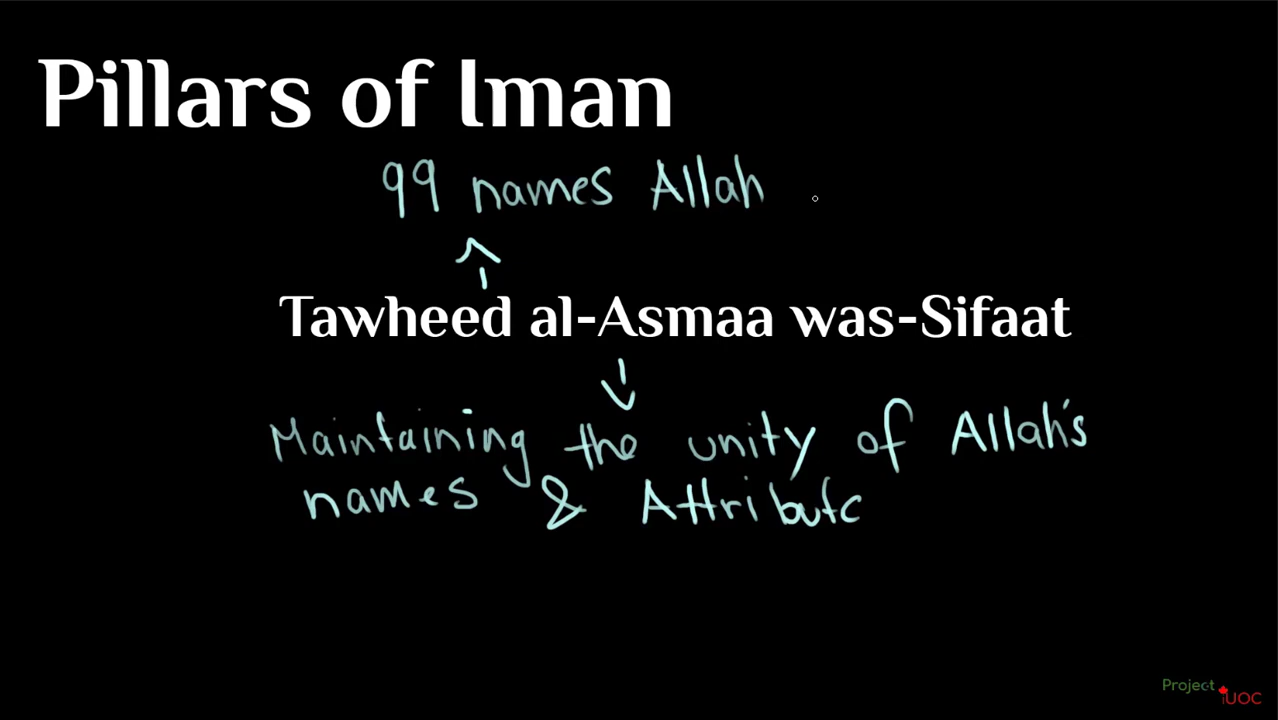 Pillars of Iman
99 names Allah
Tawheed al-Asmaa was-Sifaat
Maintaining the unity of Allah's
names & Attribute
Project iUOC